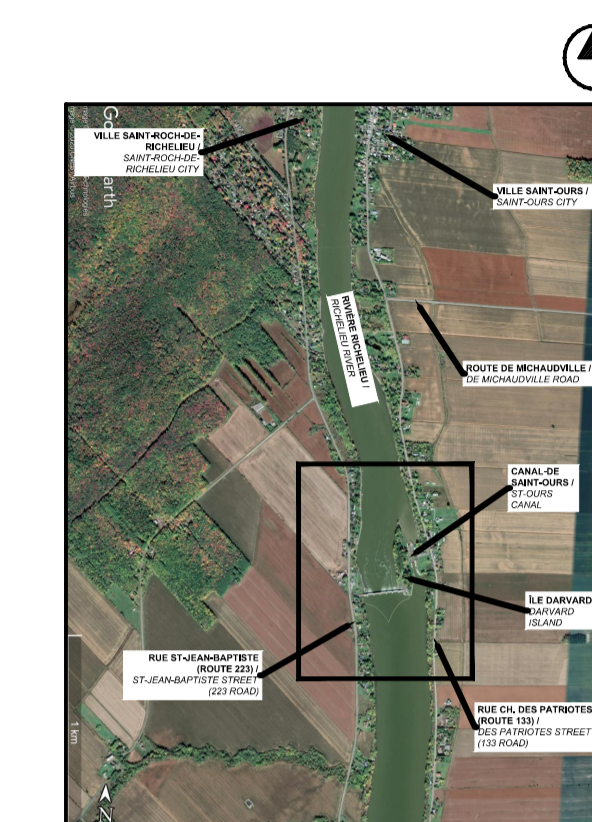 VILLE SAINT-ROCH-DE-
RICHELIEU /
SAINT-ROCH-DE-
RICHELIEU CITY
VILLE SAINT-OURS /
SAINT-OURS CITY
RIVIÈRE RICHELIEU /
RICHELIEU RIVER
ROUTE DE MICHAUDVILLE /
DE MICHAUDVILLE ROAD
CANAL-DE
SAINT-OURS /
ST-OURS
CANAL
ÎLE DARVARD
DARVARD
ISLAND
RUE ST-JEAN-BAPTISTE
(ROUTE 223) /
ST-JEAN-BAPTISTE STREET
(223 ROAD)
RUE CH. DES PATRIOTES
(ROUTE 133) /
DES PATRIOTES STREET
(133 ROAD)
1 km
N